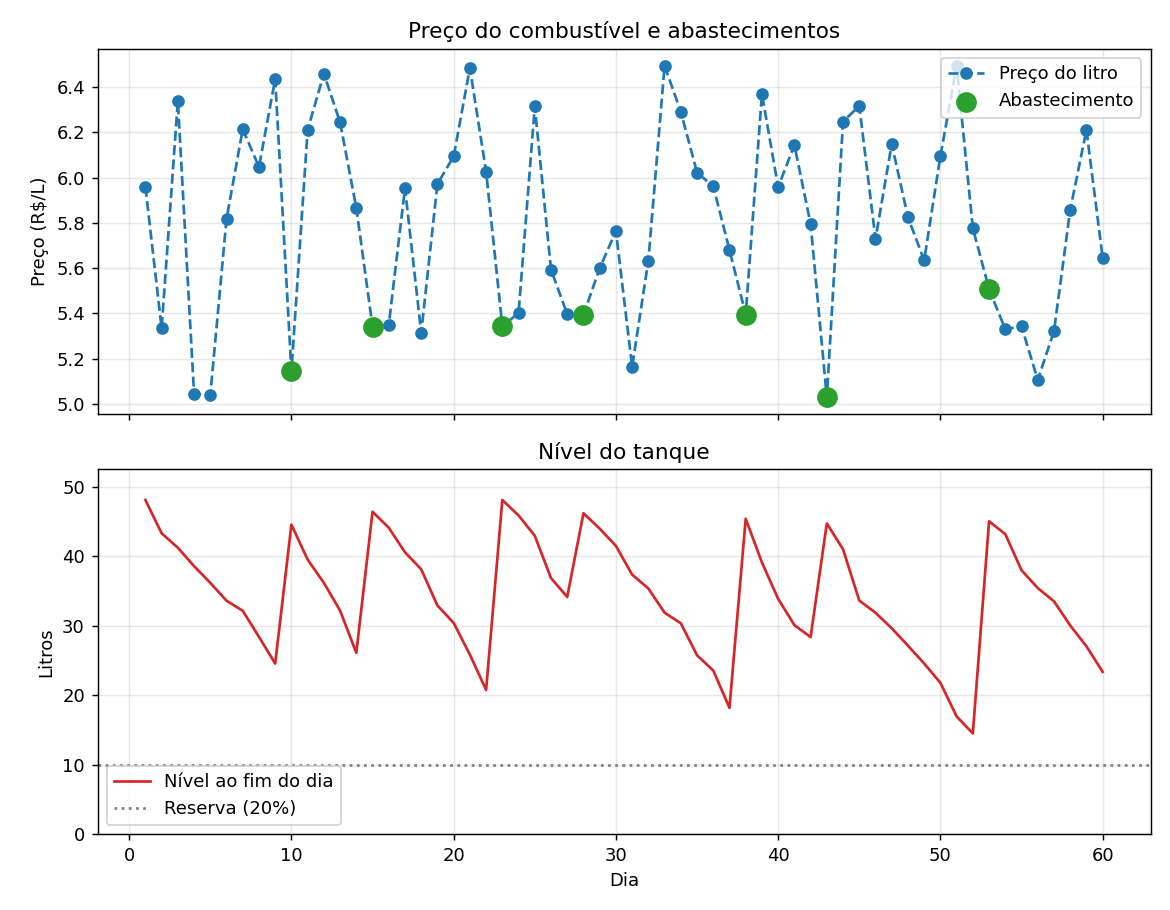 Preço do combustível e abastecimentos
Preço (R$/L)
6.4
6.2
6.0
5.8
5.6
5.4
5.2
5.0
Preço do litro
Abastecimento
Nível do tanque
Litros
50
40
30
20
10
0
Nível ao fim do dia
Reserva (20%)
0 10 20 30 40 50 60
Dia